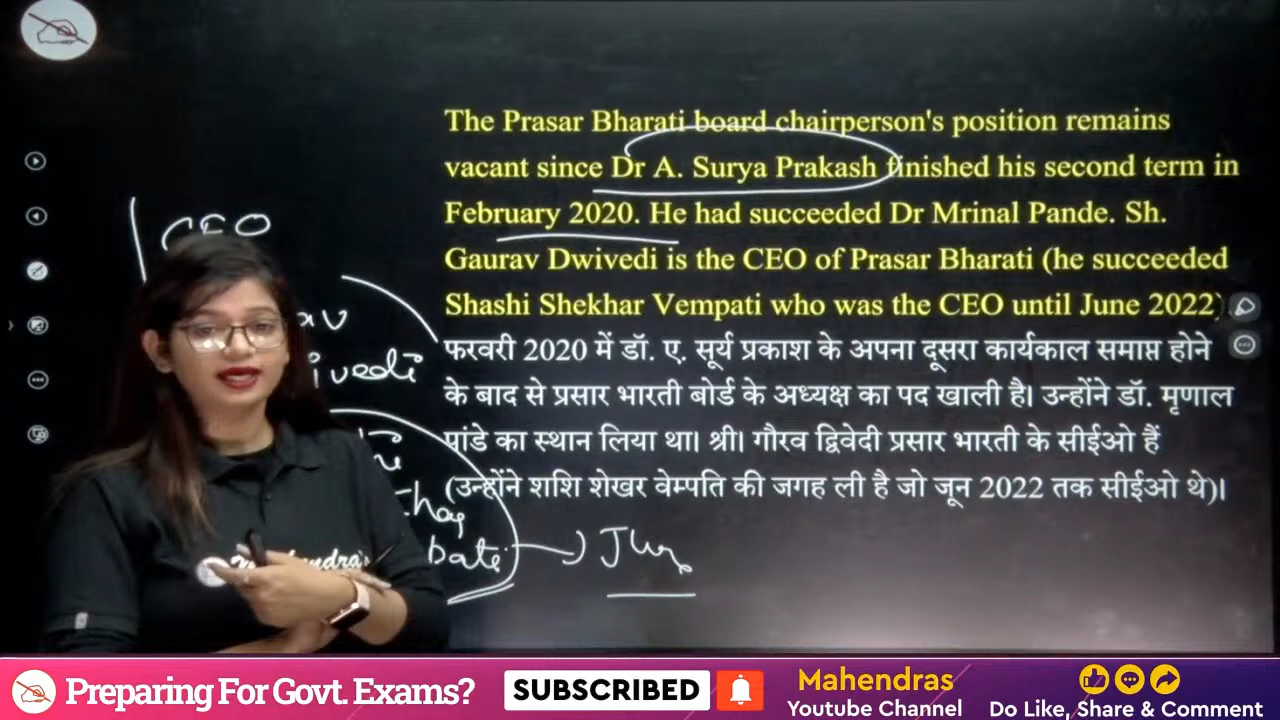 The Prasar Bharati board chairperson's position remains
vacant since Dr A. Surya Prakash finished his second term in
February 2020. He had succeeded Dr Mrinal Pande. Sh.
Gaurav Dwivedi is the CEO of Prasar Bharati (he succeeded
Shashi Shekhar Vempati who was the CEO until June 2022)
फरवरी 2020 में डॉ. ए. सूर्य प्रकाश के अपना दूसरा कार्यकाल समाप्त होने
के बाद से प्रसार भारती बोर्ड के अध्यक्ष का पद खाली है। उन्होंने डॉ. मृणाल
पांडे का स्थान लिया था। श्री। गौरव द्विवेदी प्रसार भारती के सीईओ हैं
(उन्होंने शशि शेखर वेम्पति की जगह ली है जो जून 2022 तक सीईओ थे)।
CEO
Preparing For Govt. Exams?
SUBSCRIBED
Mahendras
Youtube Channel
Do Like, Share & Comment